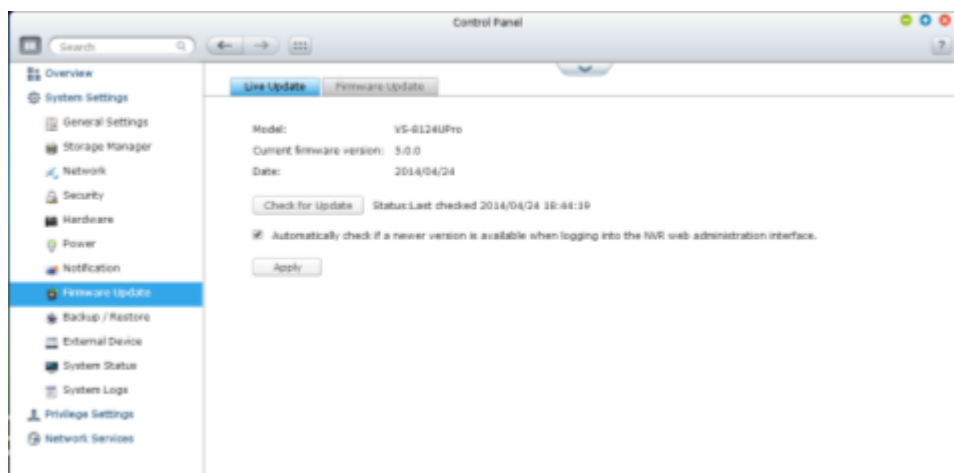 Control Panel
Search
?
Overview
System Settings
General Settings
Storage Manager
Network
Security
Hardware
Power
Notification
Firmware Update
Backup / Restore
External Device
System Status
System Logs
Privilege Settings
Network Services
Live Update
Firmware Update
Model: VS-8124UPro
Current firmware version: 5.0.0
Date: 2014/04/24
Check for Update Status:Last checked 2014/04/24 18:44:19
Automatically check if a newer version is available when logging into the NVR web administration interface.
Apply